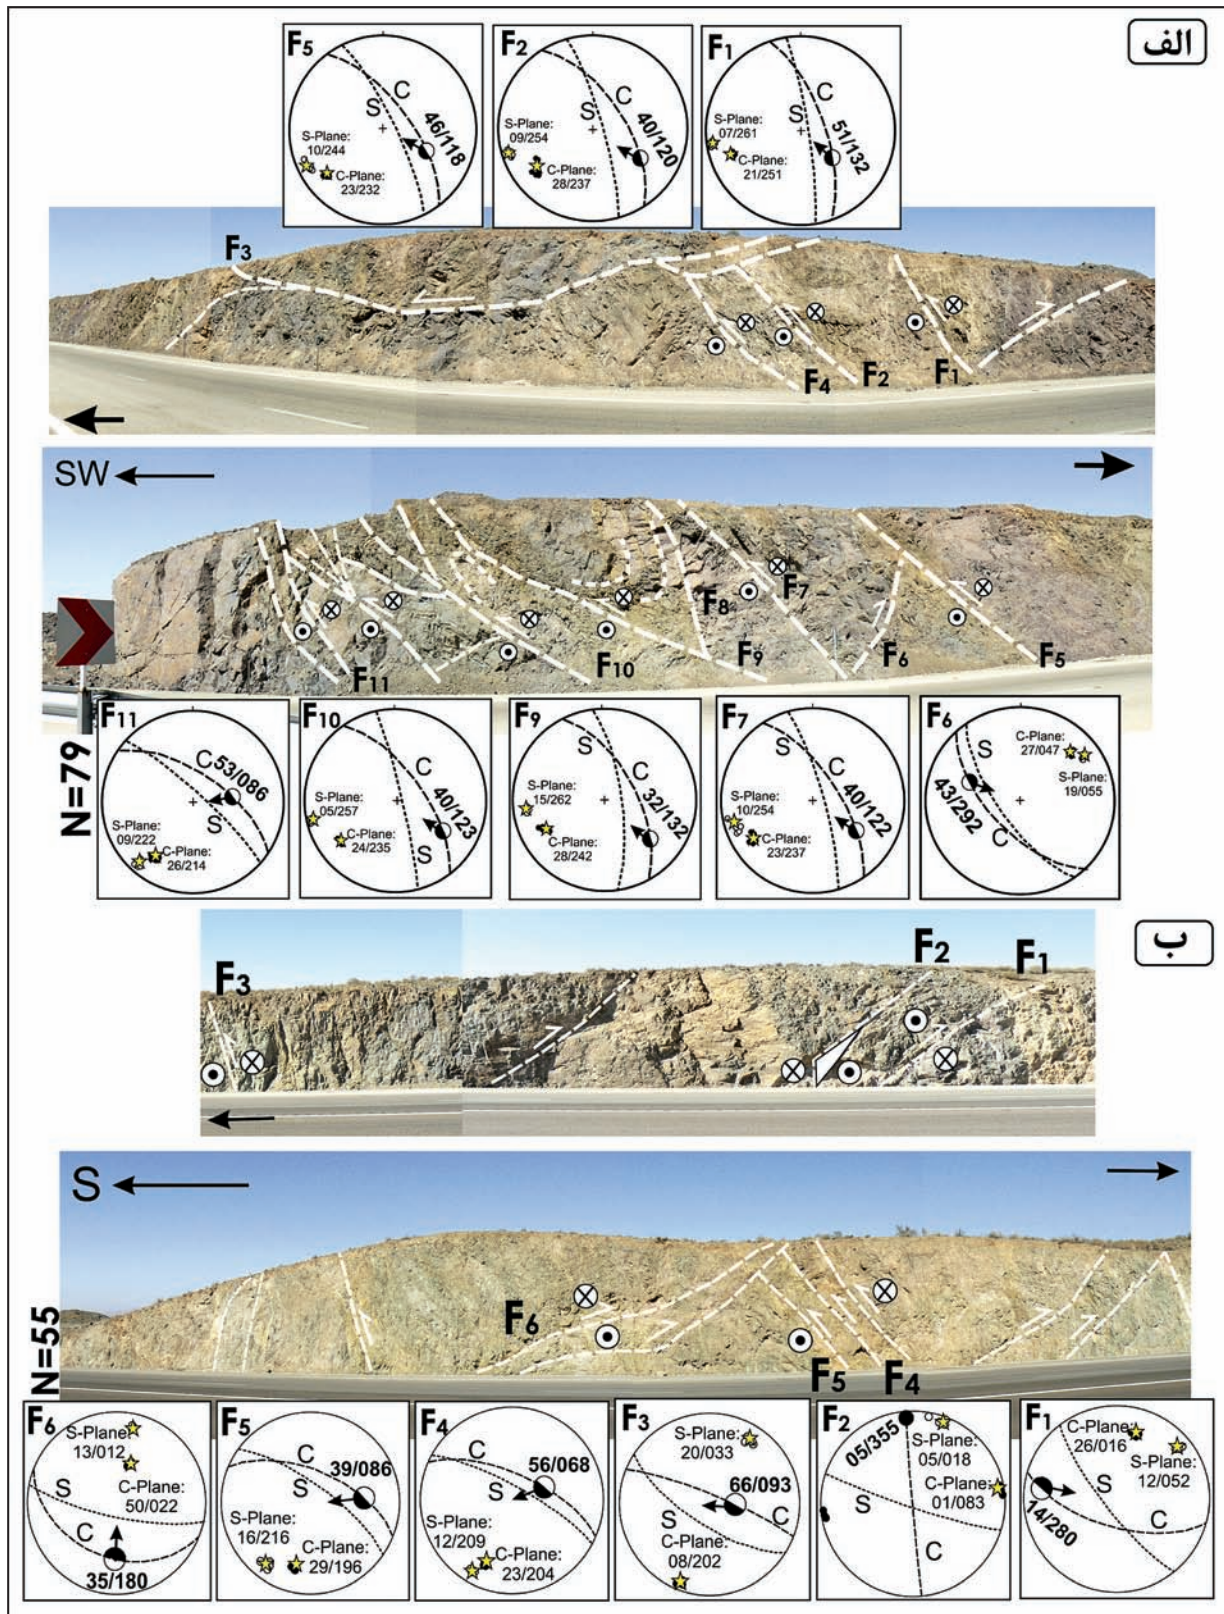 الف
F5
C
S
46/118
S-Plane:
10/244
C-Plane:
23/232
F2
C
S
40/120
S-Plane:
09/254
C-Plane:
28/237
F1
C
S
51/132
S-Plane:
07/261
C-Plane:
21/251
F3
F4
F2
F1
SW
F11
F10
F9
F8
F7
F6
F5
N=79
F11
C
53/086
S
S-Plane:
09/222
C-Plane:
26/214
F10
S
C
40/123
S
S-Plane:
05/257
C-Plane:
24/235
F9
S
C
32/132
S-Plane:
15/262
C-Plane:
28/242
F7
S
C
40/122
S-Plane:
10/254
C-Plane:
23/237
F6
S
C-Plane:
27/047
S-Plane:
19/055
43/292
C
ب
F3
F2
F1
S
F6
F5
F4
N=55
F6
S-Plane:
13/012
C-Plane:
50/022
S
C
35/180
F5
C
S
39/086
S-Plane:
16/216
C-Plane:
29/196
F4
C
S
56/068
S-Plane:
12/209
C-Plane:
23/204
F3
S-Plane:
20/033
66/093
C
S
C-Plane:
08/202
F2
05/355
S-Plane:
05/018
C-Plane:
01/083
S
C
F1
C-Plane:
26/016
S-Plane:
12/052
S
C
14/280